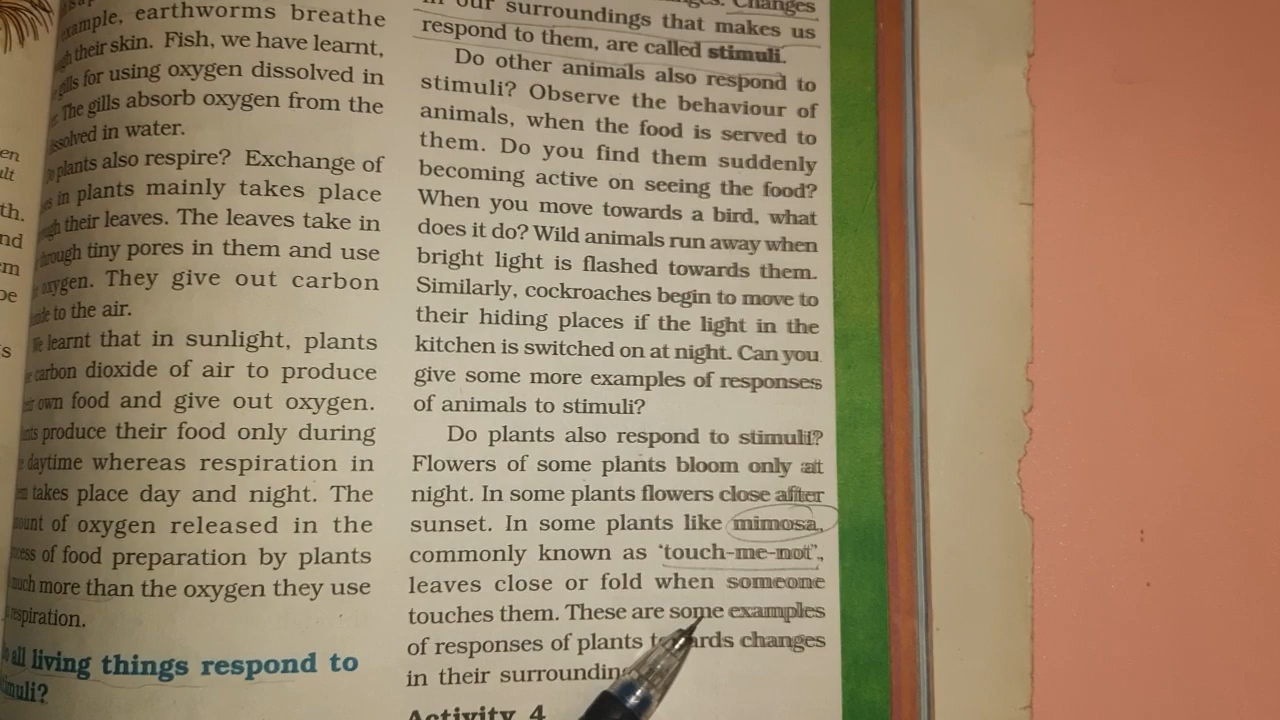 example, earthworms breathe
their skin. Fish, we have learnt,
gills for using oxygen dissolved in
The gills absorb oxygen from the
dissolved in water.
plants also respire? Exchange of
in plants mainly takes place
their leaves. The leaves take in
through tiny pores in them and use
oxygen. They give out carbon
to the air.
We learnt that in sunlight, plants
carbon dioxide of air to produce
own food and give out oxygen.
produce their food only during
daytime whereas respiration in
takes place day and night. The
of oxygen released in the
of food preparation by plants
much more than the oxygen they use
respiration.
all living things respond to
Changes
in our surroundings that makes us
respond to them, are called stimuli.
Do other animals also respond to
stimuli? Observe the behaviour of
animals, when the food is served to
them. Do you find them suddenly
becoming active on seeing the food?
When you move towards a bird, what
does it do? Wild animals run away when
bright light is flashed towards them.
Similarly, cockroaches begin to move to
their hiding places if the light in the
kitchen is switched on at night. Can you
give some more examples of responses
of animals to stimuli?
Do plants also respond to stimuli?
Flowers of some plants bloom only at
night. In some plants flowers close after
sunset. In some plants like mimosa,
commonly known as 'touch-me-not',
leaves close or fold when someone
touches them. These are some examples
of responses of plants towards changes
in their
Activity 4